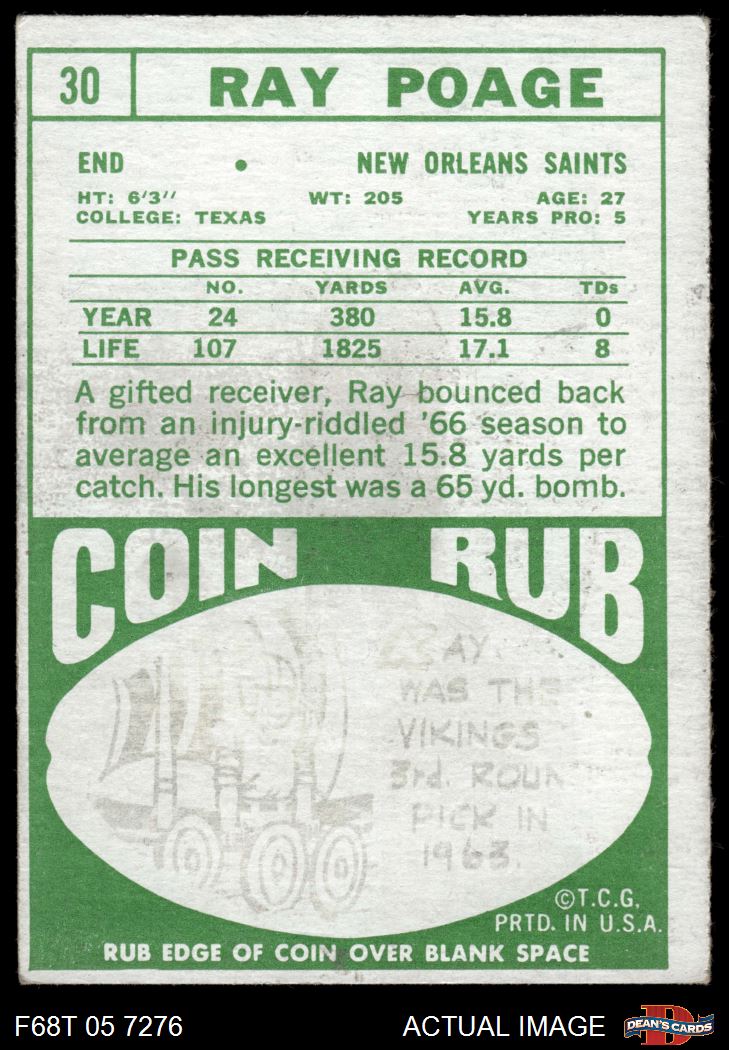 30 RAY POAGE
END • NEW ORLEANS SAINTS
HT: 6'3'' WT: 205 AGE: 27
COLLEGE: TEXAS YEARS PRO: 5
PASS RECEIVING RECORD
NO. YARDS AVG. TDs
YEAR 24 380 15.8 0
LIFE 107 1825 17.1 8
A gifted receiver, Ray bounced back
from an injury-riddled '66 season to
average an excellent 15.8 yards per
catch. His longest was a 65 yd. bomb.
COIN RUB
RAY
WAS THE
VIKINGS
3rd. ROUND
PICK IN
1963.
©T.C.G.
PRTD. IN U.S.A.
RUB EDGE OF COIN OVER BLANK SPACE
F68T 05 7276 ACTUAL IMAGE DEAN'S CARDS